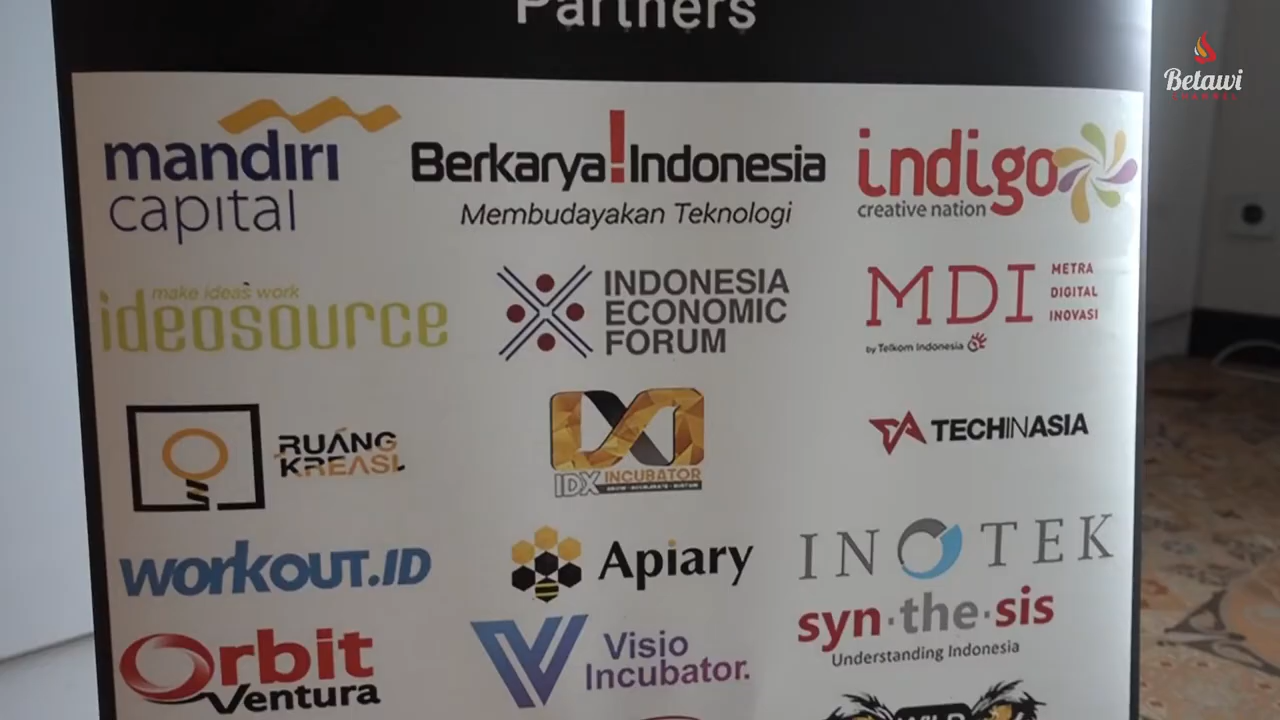 Partners
Betawi
CHANNEL
mandiri
capital
Berkarya!Indonesia
Membudayakan Teknologi
indigo
creative nation
make ideas work
ideosource
INDONESIA
ECONOMIC
FORUM
MDI
METRA
DIGITAL
INOVASI
by Telkom Indonesia
RUANG
KREASI
IDX INCUBATOR
TECHINASIA
WORKOUT.ID
Apiary
INOTEK
Orbit
Ventura
Visio
Incubator.
syn·the·sis
Understanding Indonesia